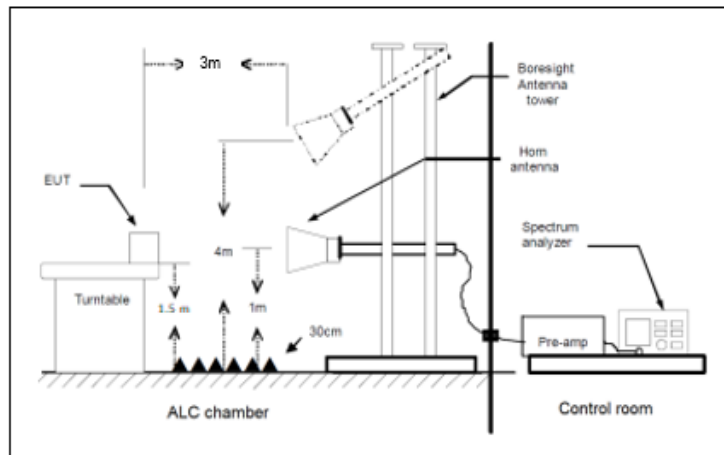 3m
Boresight
Antenna
tower
Horn
antenna
EUT
Spectrum
analyzer
4m
Turntable
1.5 m
1m
30cm
Pre-amp
ALC chamber
Control room